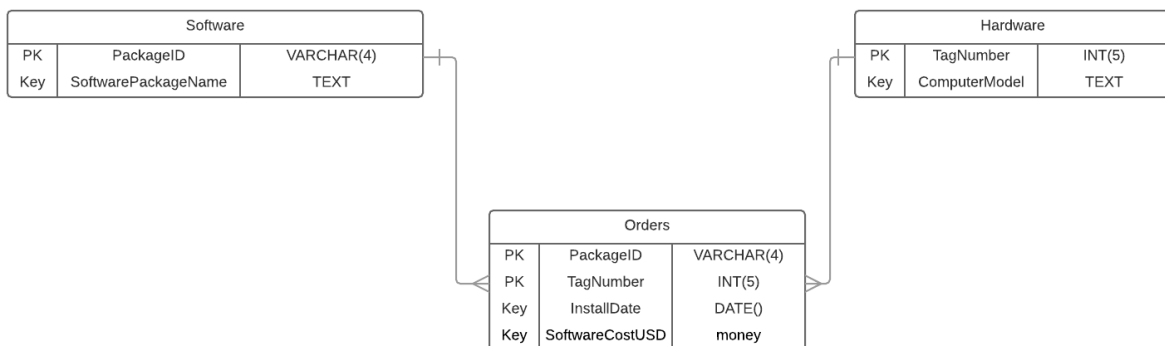 Software
PK PackageID VARCHAR(4)
Key SoftwarePackageName TEXT
Hardware
PK TagNumber INT(5)
Key ComputerModel TEXT
Orders
PK PackageID VARCHAR(4)
PK TagNumber INT(5)
Key InstallDate DATE()
Key SoftwareCostUSD money